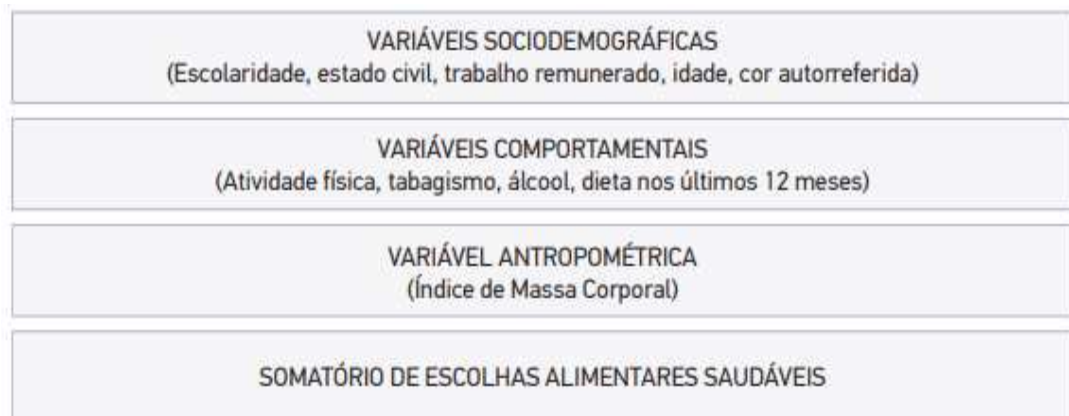 VARIÁVEIS SOCIODEMOGRÁFICAS
(Escolaridade, estado civil, trabalho remunerado, idade, cor autorreferida)
VARIÁVEIS COMPORTAMENTAIS
(Atividade física, tabagismo, álcool, dieta nos últimos 12 meses)
VARIÁVEL ANTROPOMÉTRICA
(Índice de Massa Corporal)
SOMATÓRIO DE ESCOLHAS ALIMENTARES SAUDÁVEIS